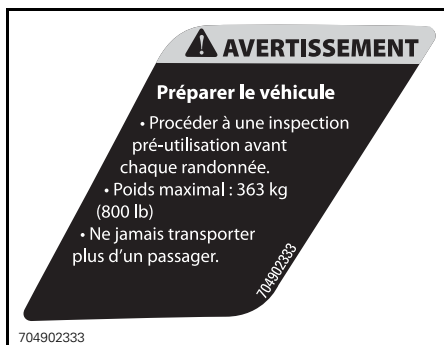 AVERTISSEMENT
Préparer le véhicule
• Procéder à une inspection
pré-utilisation avant
chaque randonnée.
• Poids maximal : 363 kg
(800 lb)
• Ne jamais transporter
plus d'un passager.
704902333
704902333